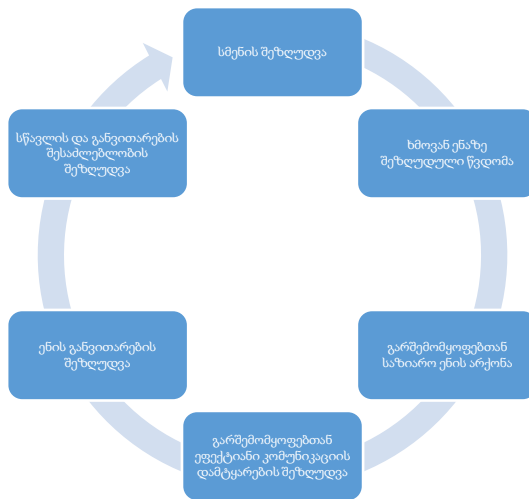 სმენის შეზღუდვა
ხმოვან ენაზე
შეზღუდული წვდომა
გარშემომყოფებთან
საზიარო ენის არქონა
გარშემომყოფებთან
ეფექტიანი კომუნიკაციის
დამტყარების შეზღუდვა
ენის განვითარების
შეზღუდვა
სწავლის და განვითარების
შესაძლებლობის
შეზღუდვა